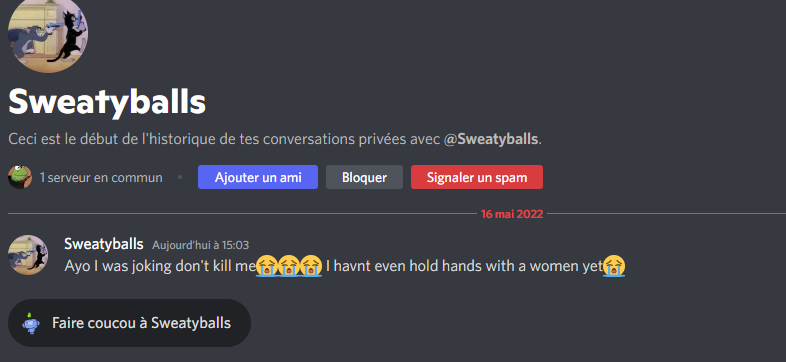 Sweatyballs
Ceci est le début de l'historique de tes conversations privées avec @Sweatyballs.
1 serveur en commun • Ajouter un ami Bloquer Signaler un spam
16 mai 2022
Sweatyballs Aujourd'hui à 15:03
Ayo I was joking don't kill me😭😭😭 I havnt even hold hands with a women yet😭
Faire coucou à Sweatyballs